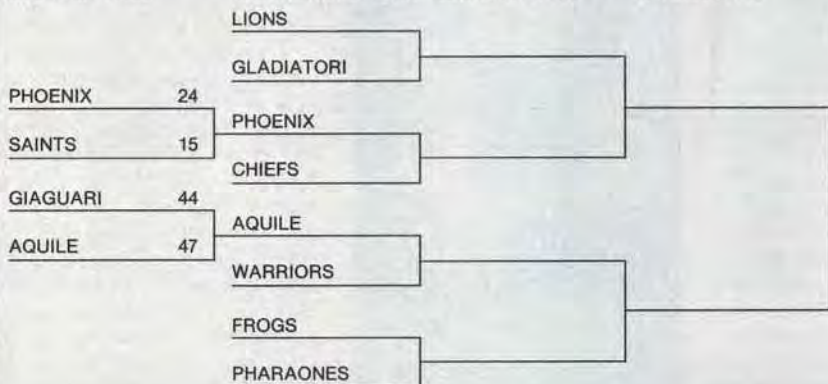 LIONS
GLADIATORI
PHOENIX 24
PHOENIX
SAINTS 15
CHIEFS
GIAGUARI 44
AQUILE
AQUILE 47
WARRIORS
FROGS
PHARAONES